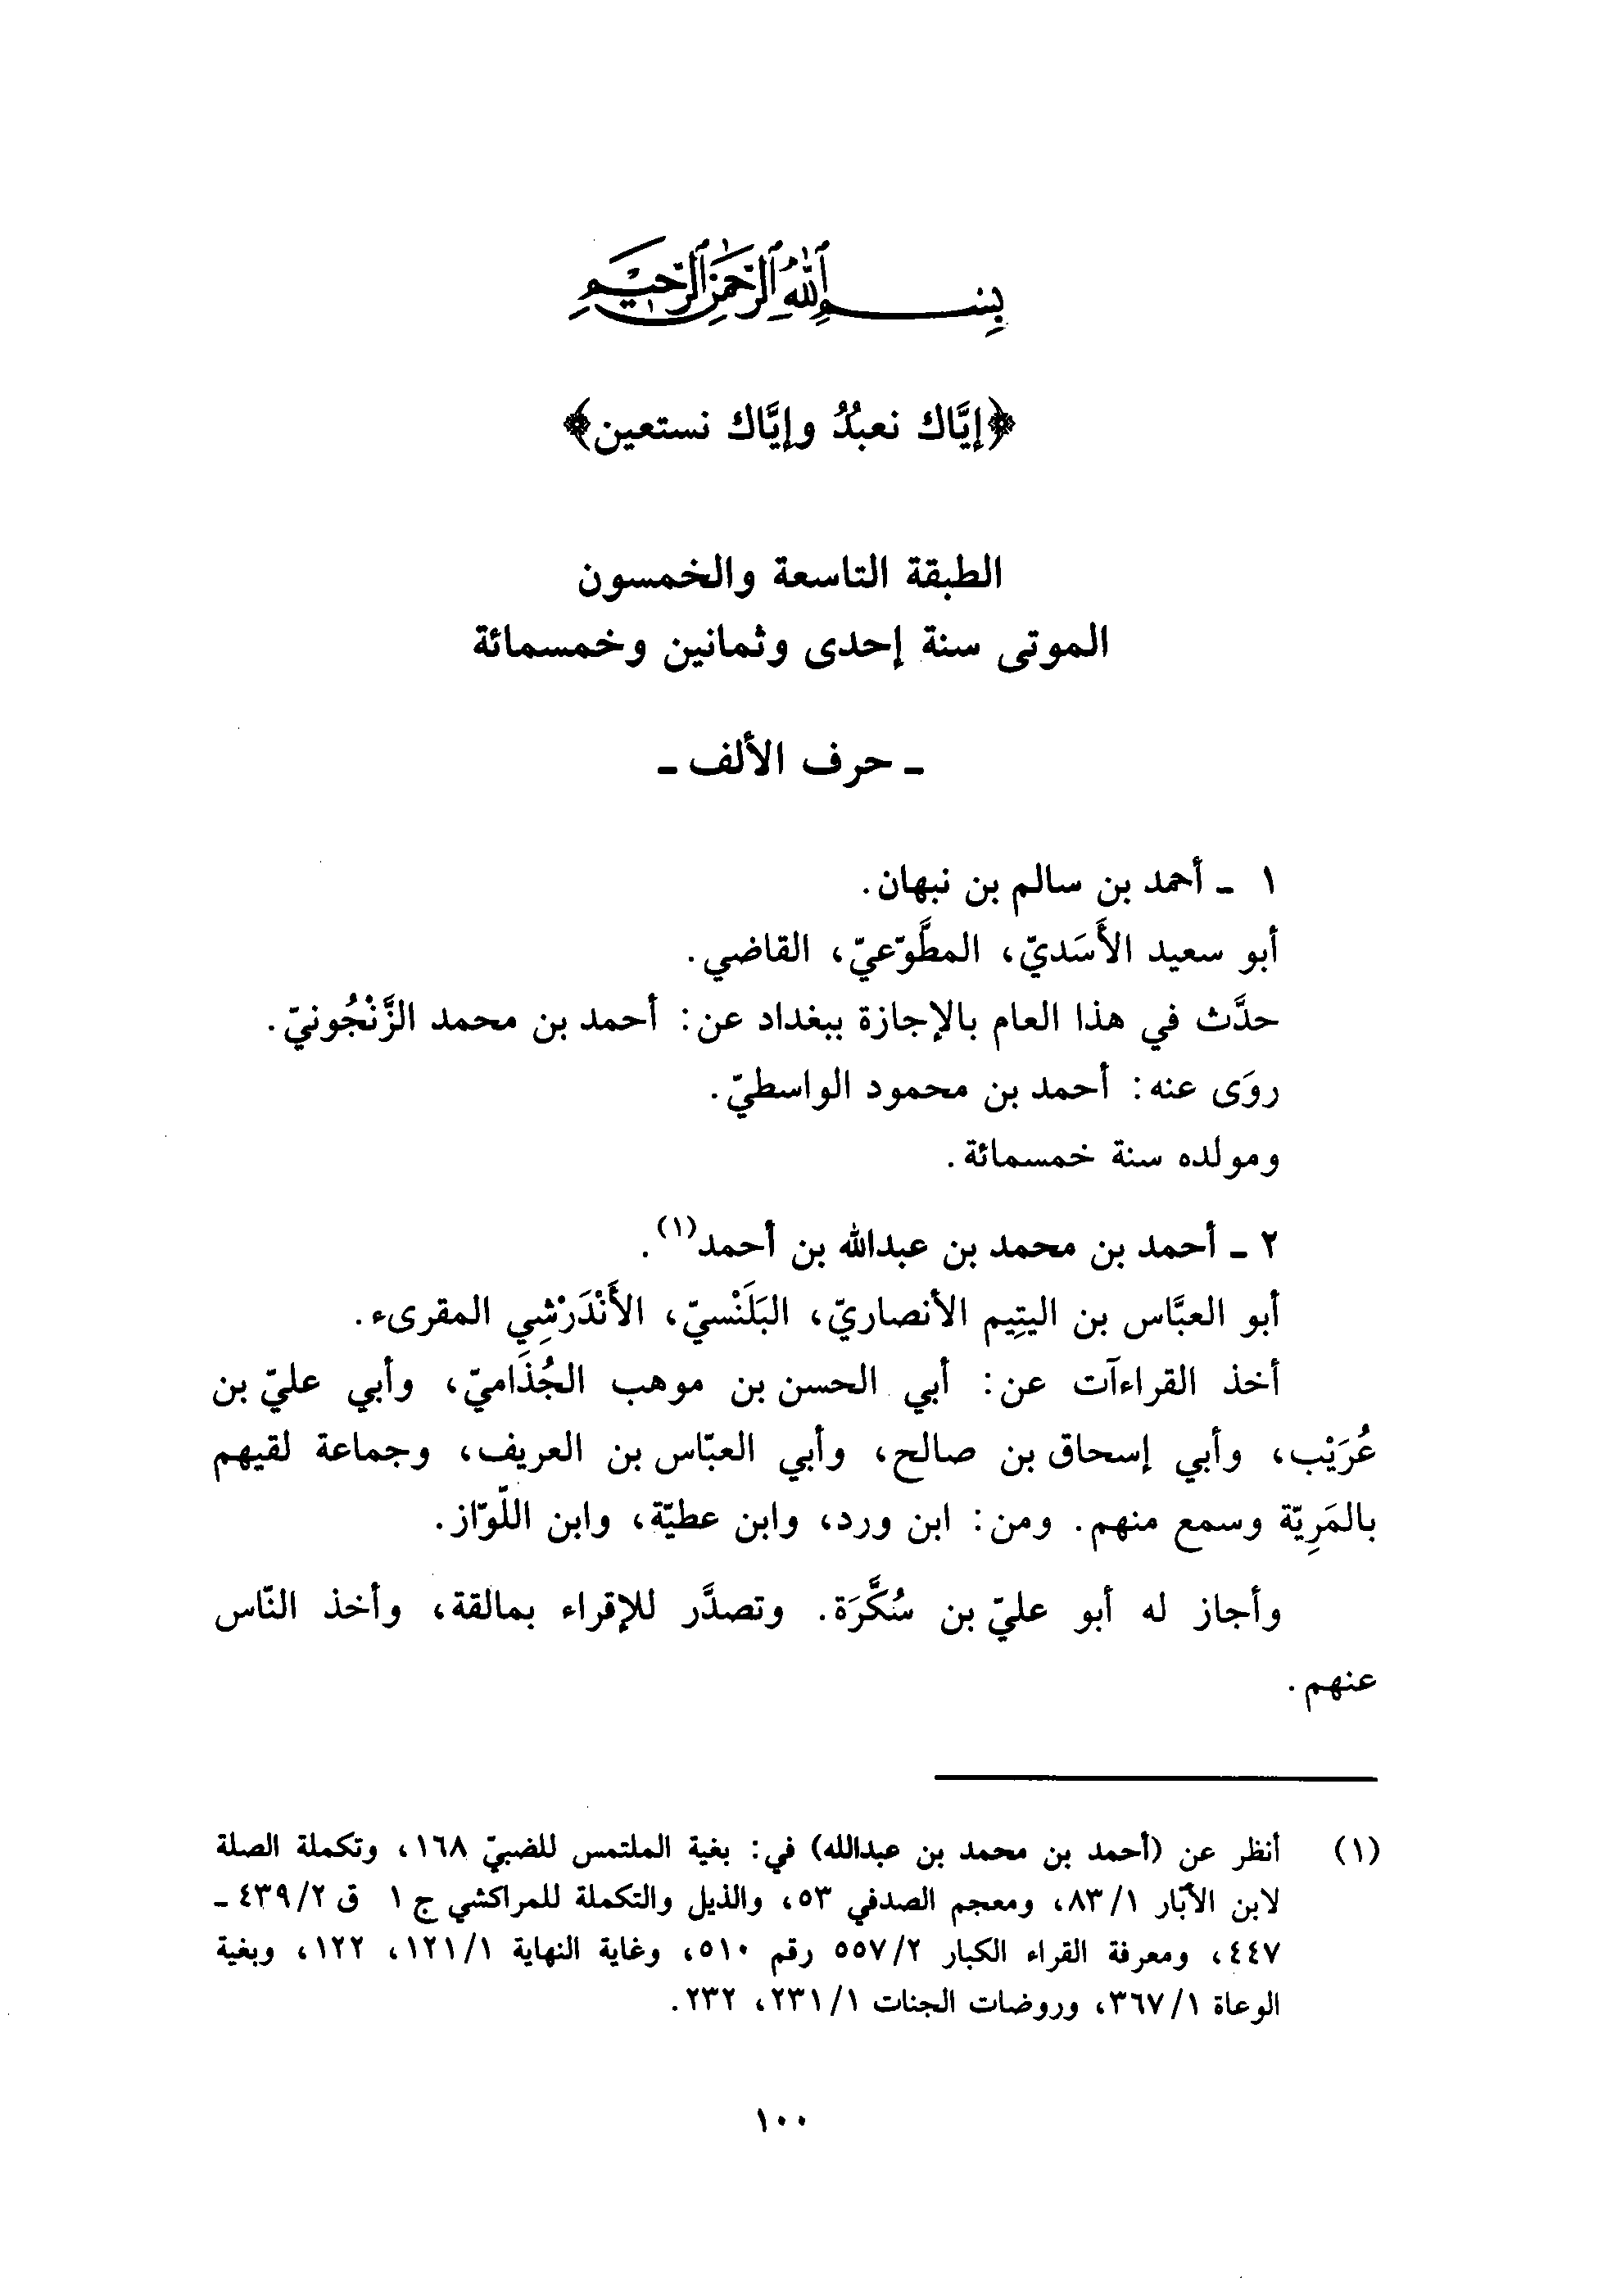 بِسْمِ ٱللَّهِ ٱلرَّحْمَٰنِ ٱلرَّحِيمِ
﴿إيَّاك نعبُدُ وإيَّاك نستعين﴾
الطبقة التاسعة والخمسون
الموتى سنة إحدى وثمانين وخمسمائة
ـ حرف الألف ـ
١ ـ أحمد بن سالم بن نبهان.
أبو سعيد الأَسَديّ، المطَّوّعيّ، القاضي.
حدَّث في هذا العام بالإجازة ببغداد عن: أحمد بن محمد الزَّنْجُونيّ.
روَى عنه: أحمد بن محمود الواسطيّ.
ومولده سنة خمسمائة.
٢ ـ أحمد بن محمد بن عبدالله بن أحمد(١).
أبو العبَّاس بن اليتِيم الأنصاريّ، البَلَنْسيّ، الأَنْدَرْشِي المقرىء.
أخذ القراءآت عن: أبي الحسن بن موهب الجُذَاميّ، وأبي عليّ بن
عُرَيْب، وأبي إسحاق بن صالح، وأبي العبّاس بن العريف، وجماعة لقيهم
بالمَرِيّة وسمع منهم. ومن: ابن ورد، وابن عطيّة، وابن اللّوّاز.
وأجاز له أبو عليّ بن سُكَّرَة. وتصدَّر للإقراء بمالقة، وأخذ النّاس
عنهم.
(١) أنظر عن (أحمد بن محمد بن عبدالله) في: بغية الملتمس للضبيّ ١٦٨، وتكملة الصلة
لابن الأبّار ٨٣/١، ومعجم الصدفي ٥٣، والذيل والتكملة للمراكشي ج ١ ق ٤٣٩/٢ ـ
٤٤٧، ومعرفة القراء الكبار ٥٥٧/٢ رقم ٥١٠، وغاية النهاية ١٢١/١، ١٢٢، وبغية
الوعاة ٣٦٧/١، وروضات الجنات ٢٣١/١، ٢٣٢.
١٠٠